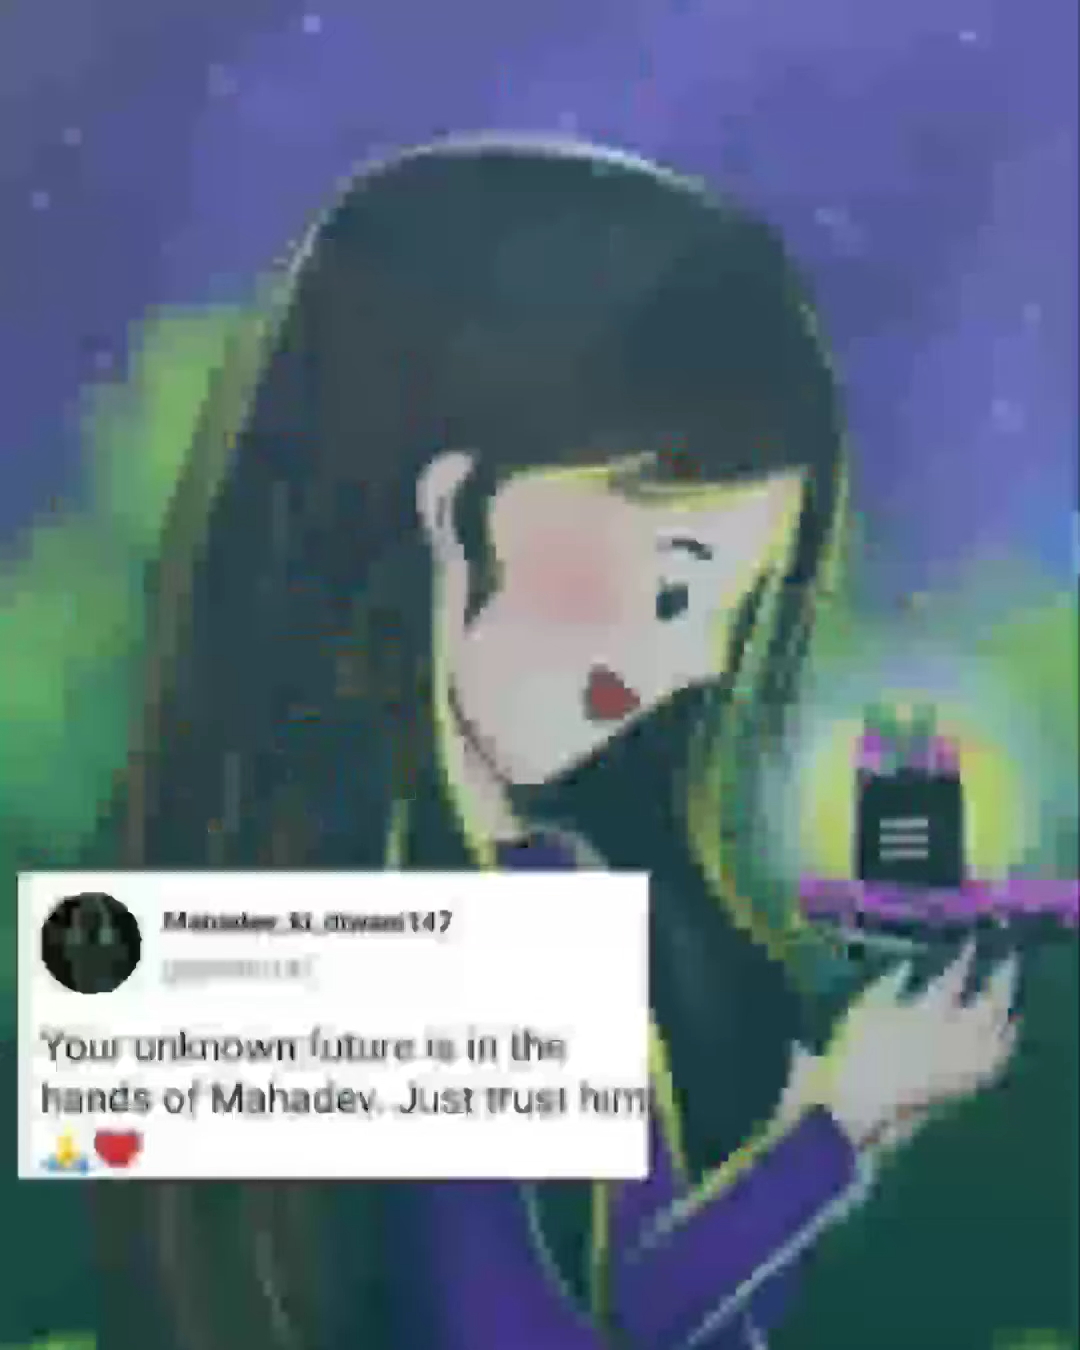 Your unknown future is in the
hands of Mahadev. Just trust him
🙏❤️